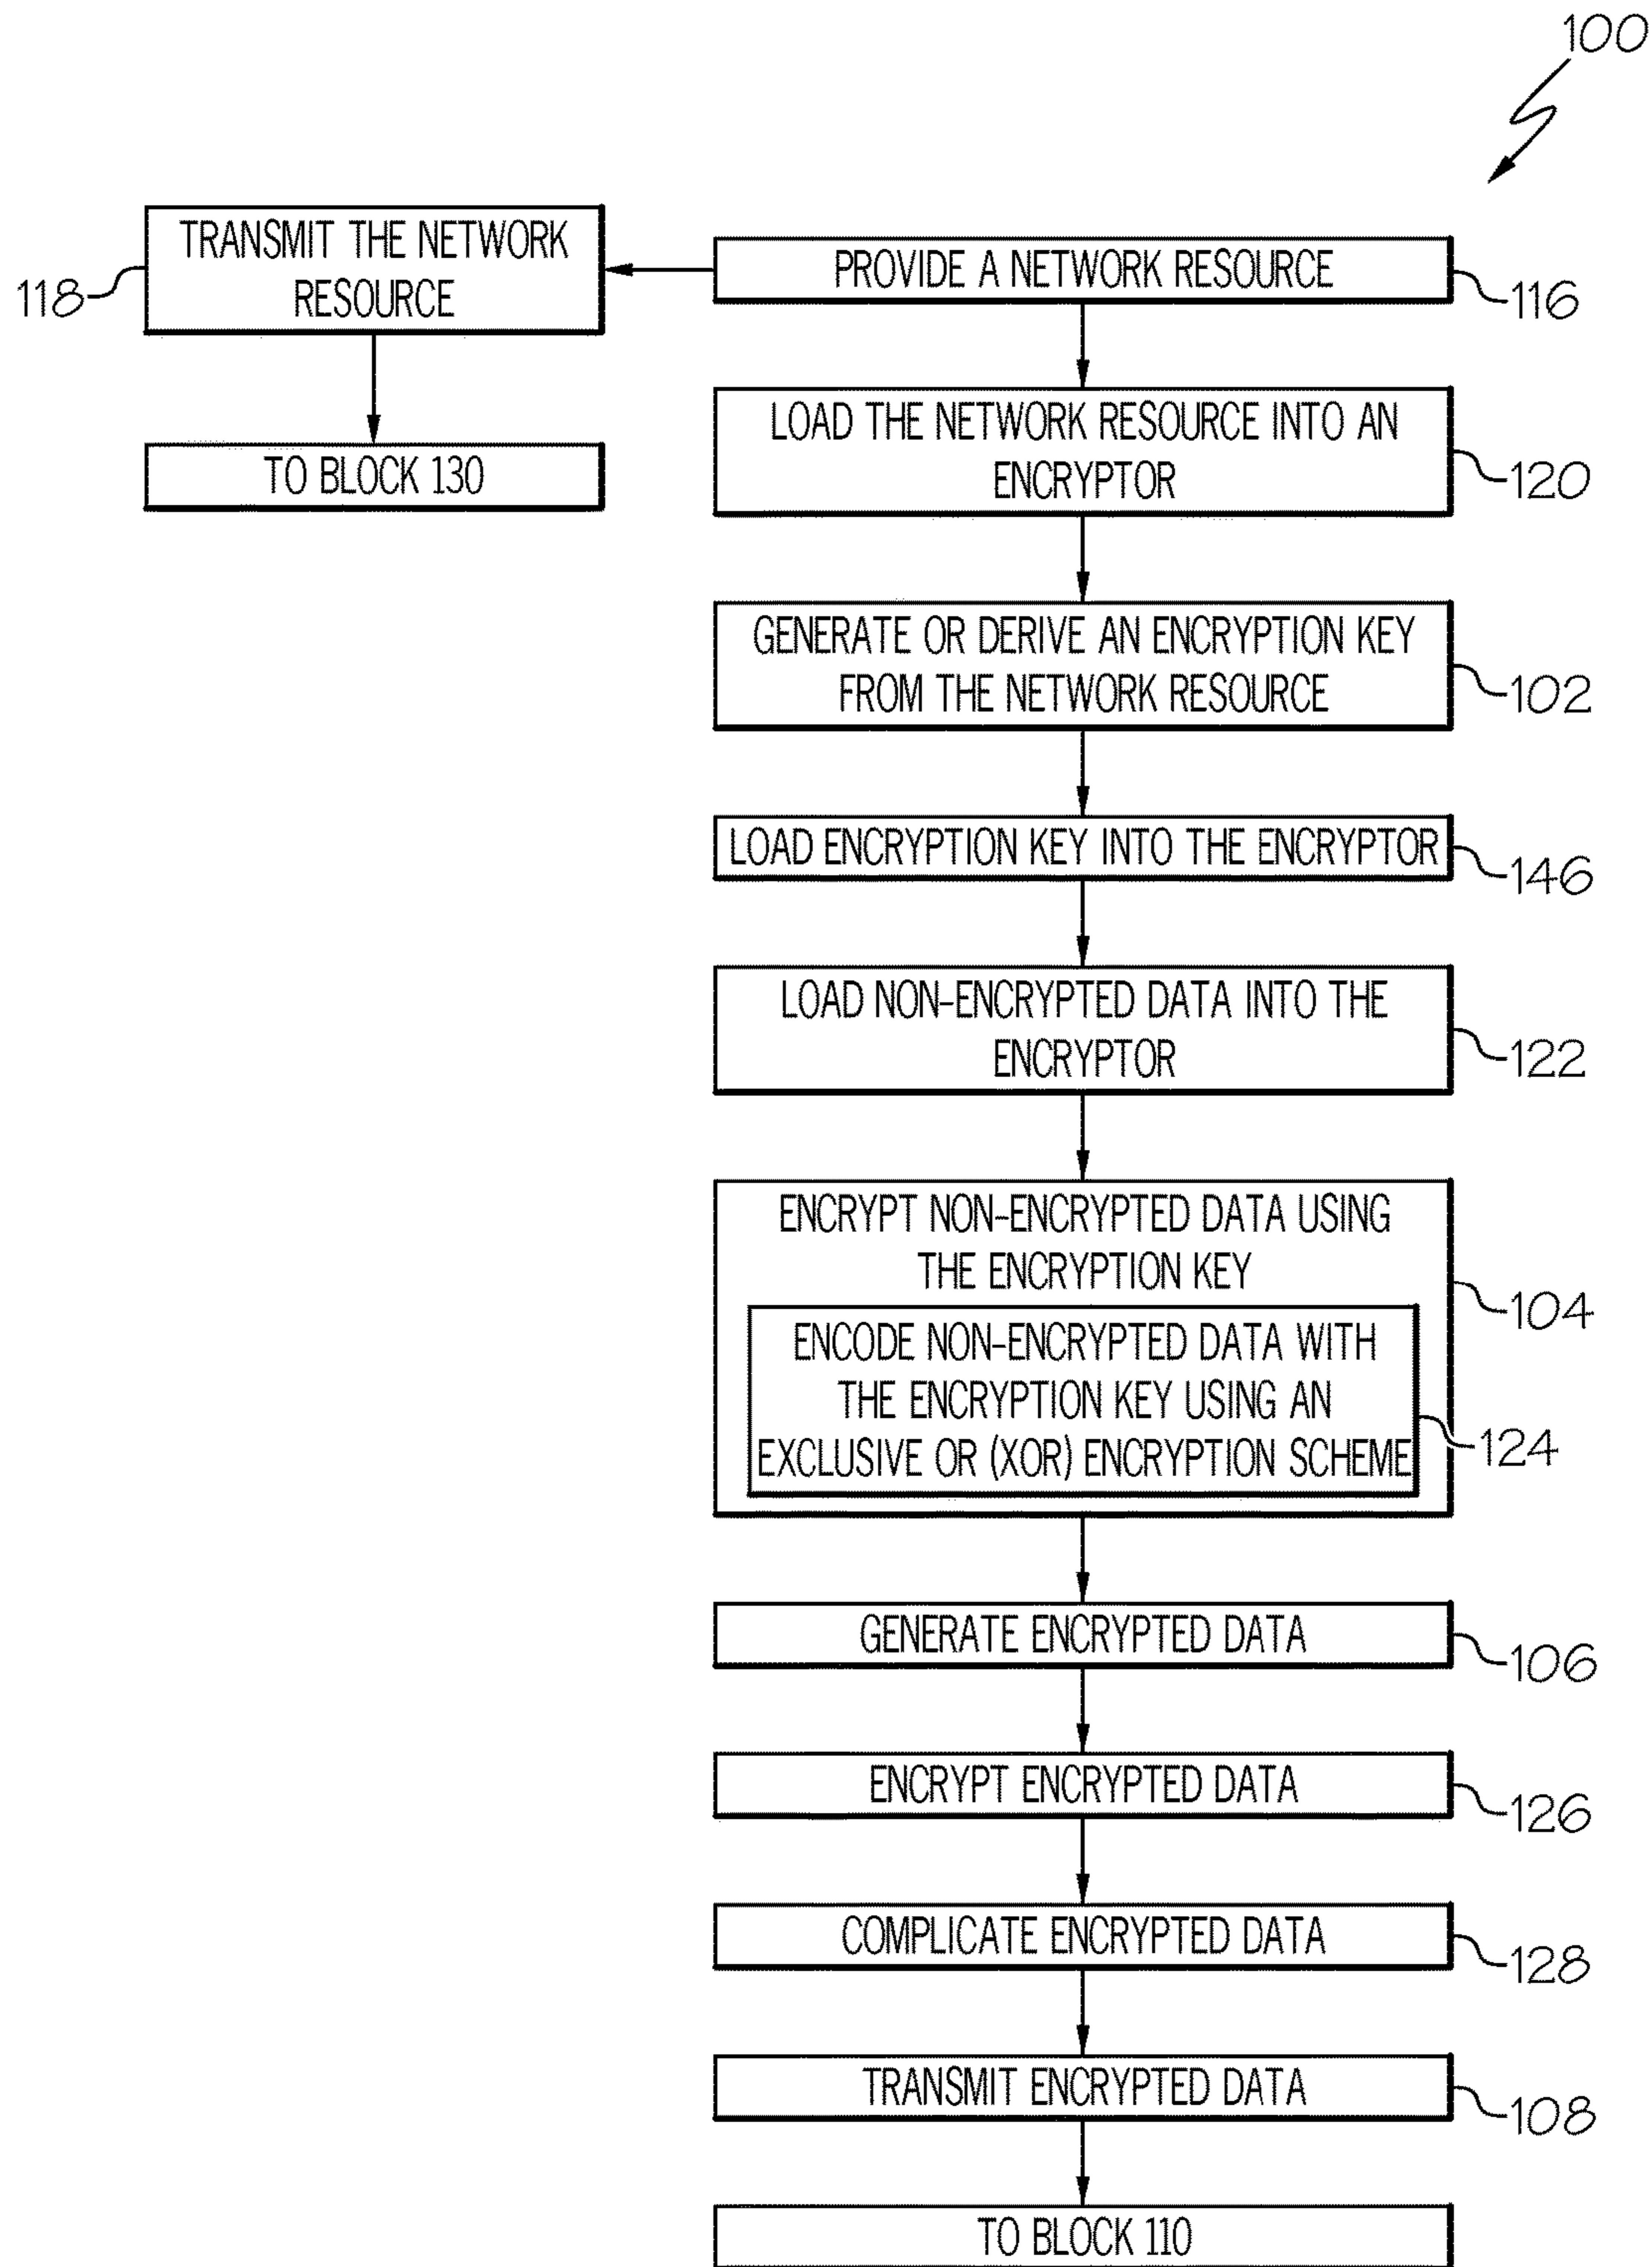 100
TRANSMIT THE NETWORK
RESOURCE
118
PROVIDE A NETWORK RESOURCE
116
TO BLOCK 130
LOAD THE NETWORK RESOURCE INTO AN
ENCRYPTOR
120
GENERATE OR DERIVE AN ENCRYPTION KEY
FROM THE NETWORK RESOURCE
102
LOAD ENCRYPTION KEY INTO THE ENCRYPTOR
146
LOAD NON-ENCRYPTED DATA INTO THE
ENCRYPTOR
122
ENCRYPT NON-ENCRYPTED DATA USING
THE ENCRYPTION KEY
104
ENCODE NON-ENCRYPTED DATA WITH
THE ENCRYPTION KEY USING AN
EXCLUSIVE OR (XOR) ENCRYPTION SCHEME
124
GENERATE ENCRYPTED DATA
106
ENCRYPT ENCRYPTED DATA
126
COMPLICATE ENCRYPTED DATA
128
TRANSMIT ENCRYPTED DATA
108
TO BLOCK 110